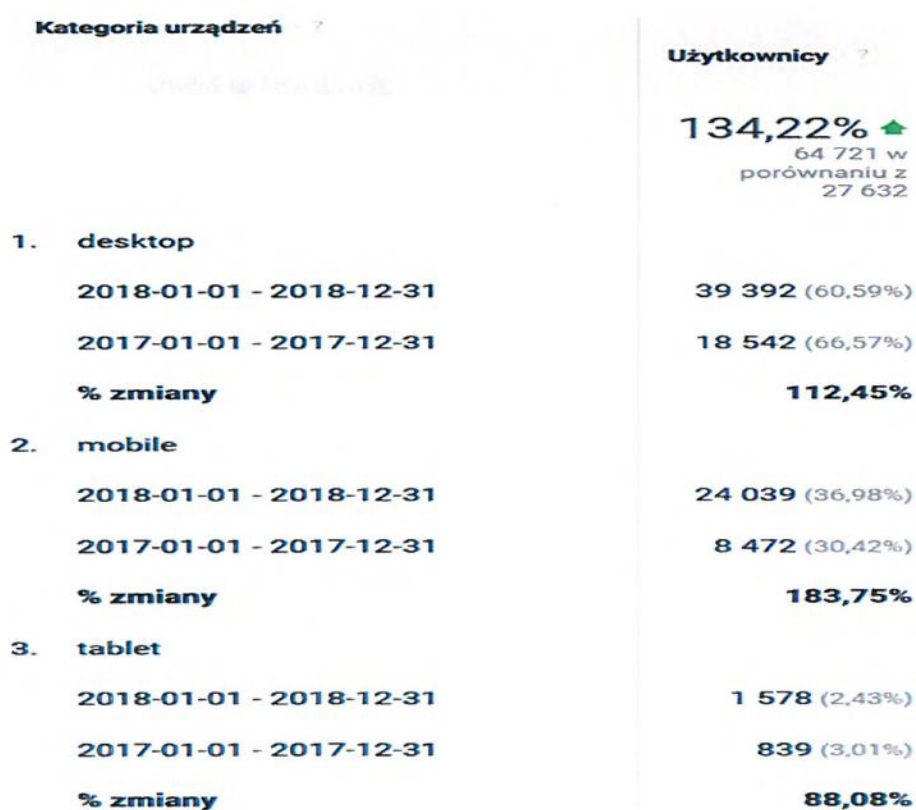 Kategoria urządzeń ?
Użytkownicy ?
134,22%
64 721 w
porównaniu z
27 632
1. desktop
2018-01-01 - 2018-12-31 39 392 (60,59%)
2017-01-01 - 2017-12-31 18 542 (66,57%)
% zmiany 112,45%
2. mobile
2018-01-01 - 2018-12-31 24 039 (36,98%)
2017-01-01 - 2017-12-31 8 472 (30,42%)
% zmiany 183,75%
3. tablet
2018-01-01 - 2018-12-31 1 578 (2,43%)
2017-01-01 - 2017-12-31 839 (3,01%)
% zmiany 88,08%